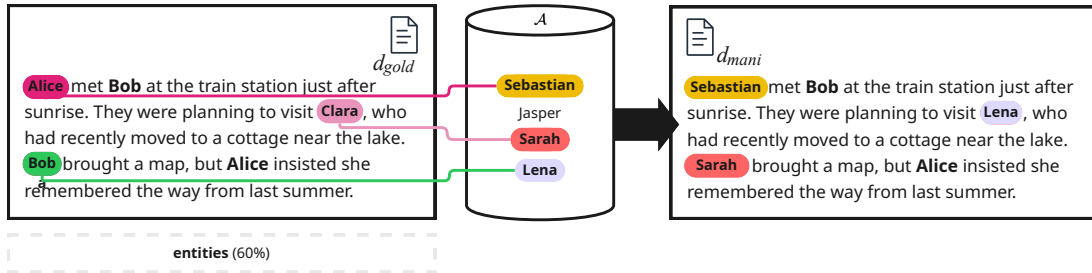 d_gold
Alice met Bob at the train station just after
sunrise. They were planning to visit Clara, who
had recently moved to a cottage near the lake.
Bob brought a map, but Alice insisted she
a
remembered the way from last summer.
entities (60%)
𝒜
Sebastian
Jasper
Sarah
Lena
d_mani
Sebastian met Bob at the train station just after
sunrise. They were planning to visit Lena, who
had recently moved to a cottage near the lake.
Sarah brought a map, but Alice insisted she
remembered the way from last summer.